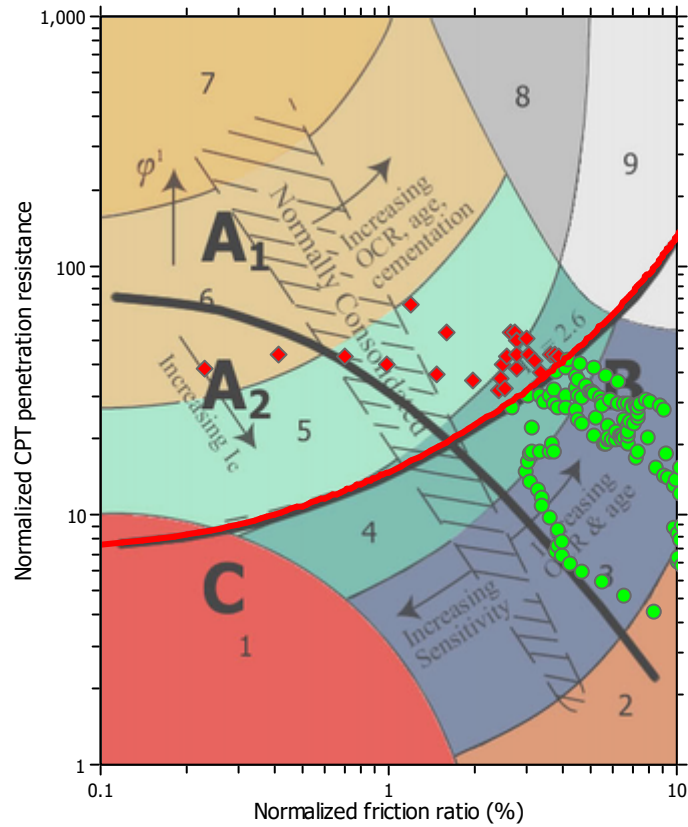 1,000
100
10
1
Normalized CPT penetration resistance
0.1
1
10
Normalized friction ratio (%)
7
8
9
φ¹
A1
6
Increasing
OCR, age,
cementation
Normally Consolidated
= 2.6
A2
B
Increasing Ic
5
4
Increasing
OCR & age
3
C
1
Increasing
Sensitivity
2